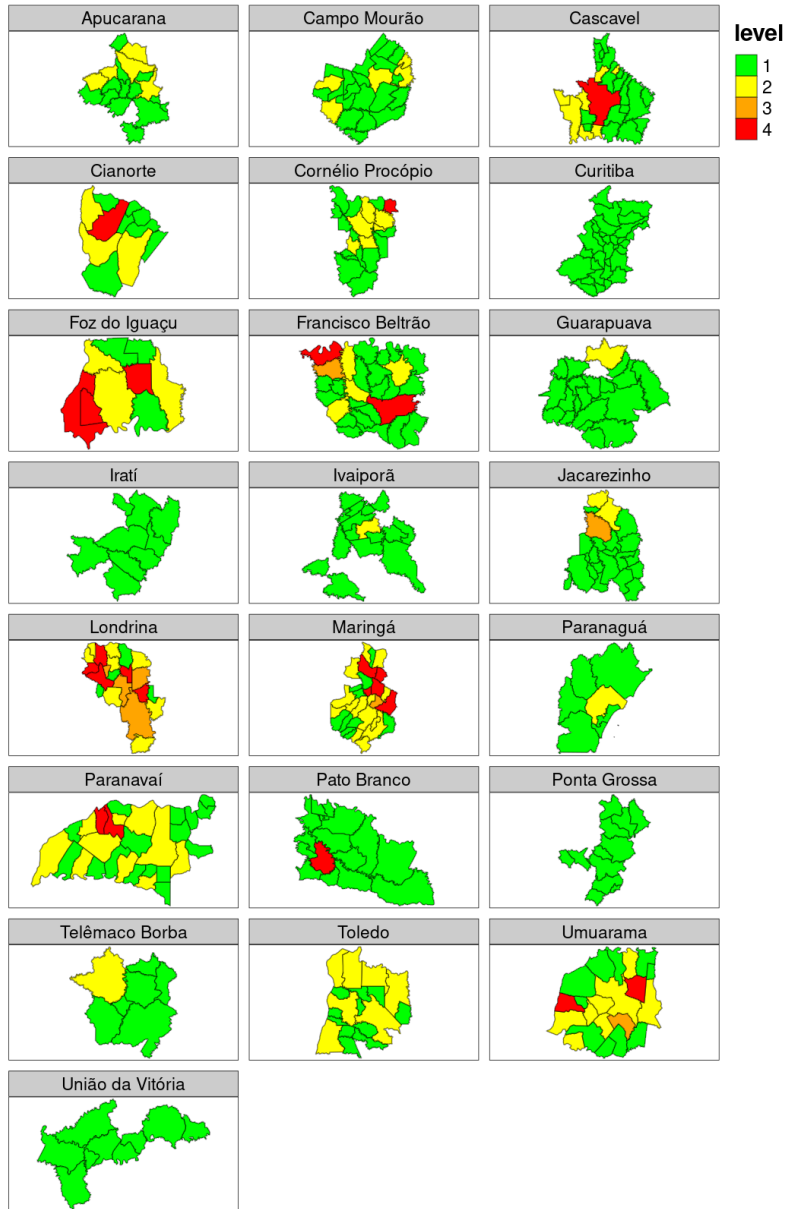 Apucarana
Campo Mourão
Cascavel
level
1
2
3
4
Cianorte
Cornélio Procópio
Curitiba
Foz do Iguaçu
Francisco Beltrão
Guarapuava
Iratí
Ivaiporã
Jacarezinho
Londrina
Maringá
Paranaguá
Paranavaí
Pato Branco
Ponta Grossa
Telêmaco Borba
Toledo
Umuarama
União da Vitória